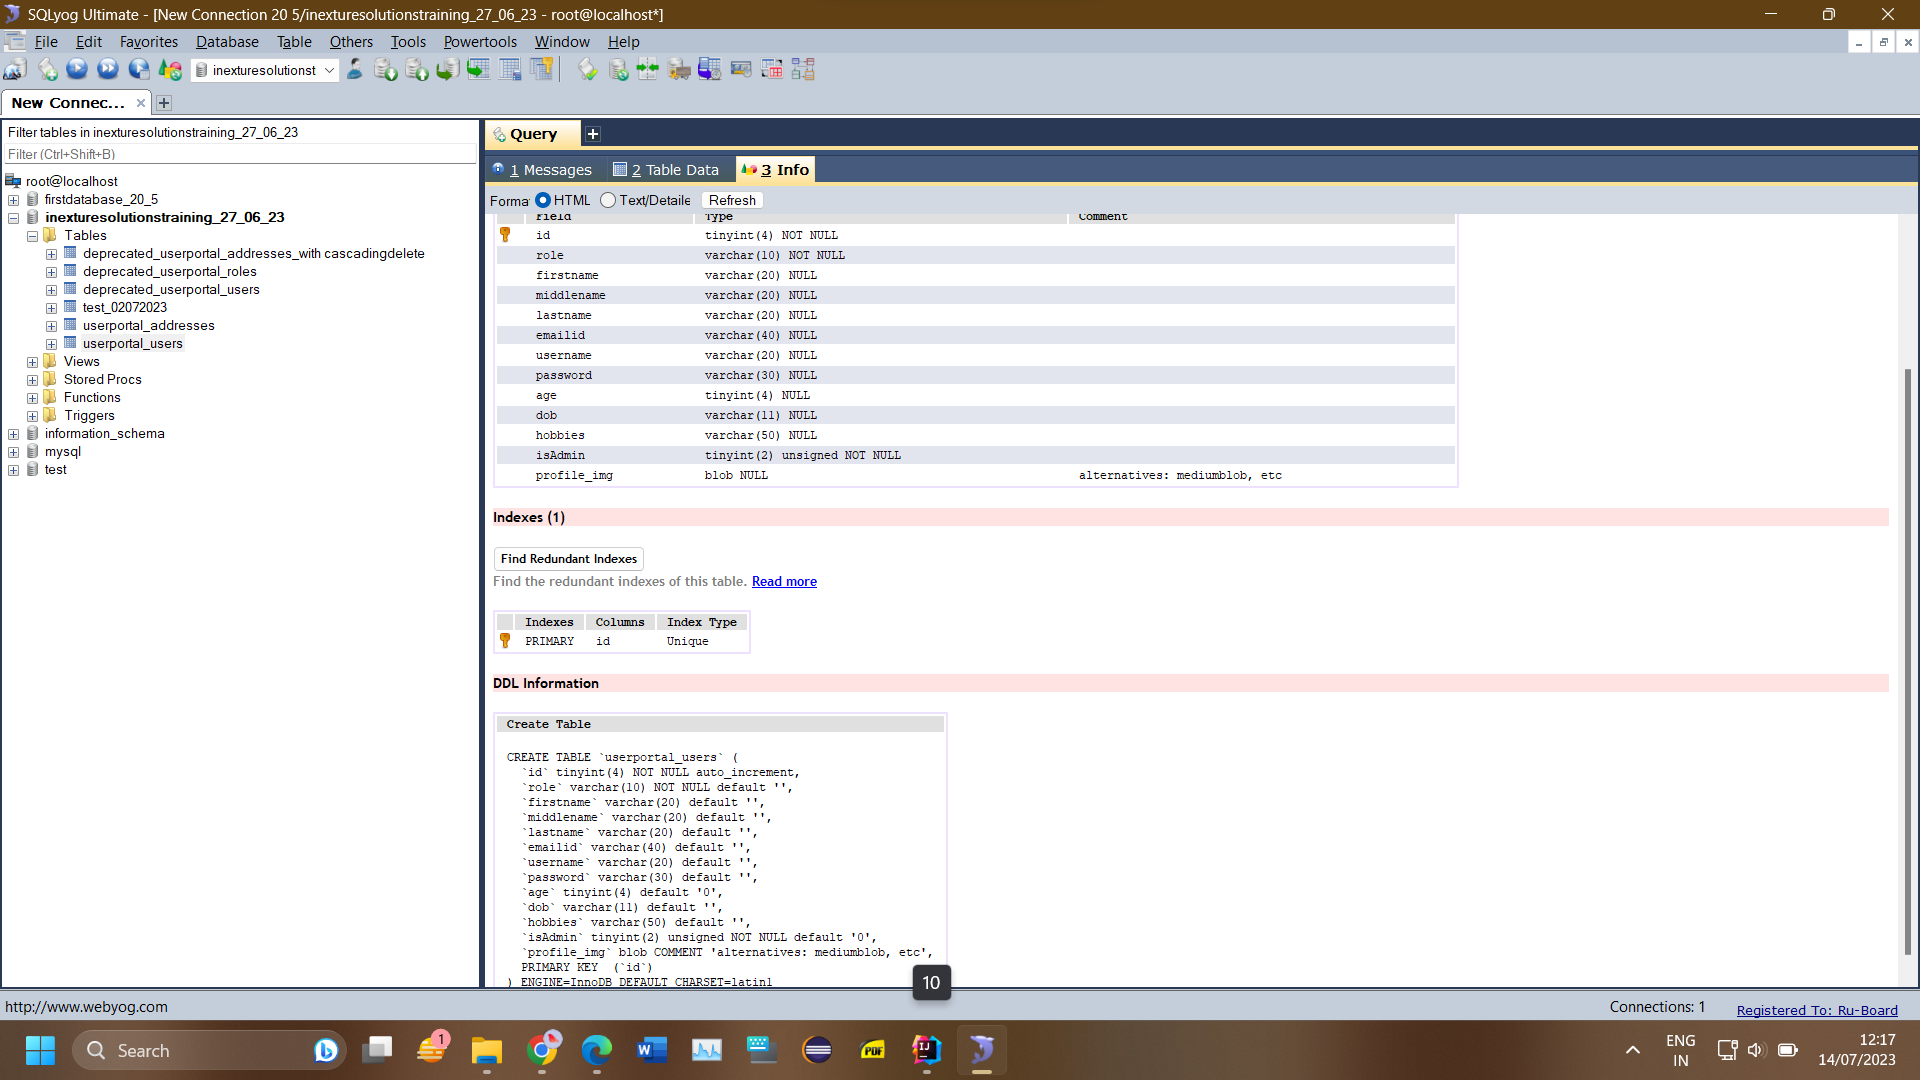 SQLyog Ultimate - [New Connection 20 5/inexturesolutionstraining_27_06_23 - root@localhost*]
File Edit Favorites Database Table Others Tools Powertools Window Help
inexturesolutionst
New Connec...
Filter tables in inexturesolutionstraining_27_06_23
Filter (Ctrl+Shift+B)
root@localhost
firstdatabase_20_5
inexturesolutionstraining_27_06_23
Tables
deprecated_userportal_addresses_with cascadingdelete
deprecated_userportal_roles
deprecated_userportal_users
test_02072023
userportal_addresses
userportal_users
Views
Stored Procs
Functions
Triggers
information_schema
mysql
test
Query
1 Messages 2 Table Data 3 Info
Forma HTML Text/Detaile Refresh
Field Type Comment
id tinyint(4) NOT NULL
role varchar(10) NOT NULL
firstname varchar(20) NULL
middlename varchar(20) NULL
lastname varchar(20) NULL
emailid varchar(40) NULL
username varchar(20) NULL
password varchar(30) NULL
age tinyint(4) NULL
dob varchar(11) NULL
hobbies varchar(50) NULL
isAdmin tinyint(2) unsigned NOT NULL
profile_img blob NULL alternatives: mediumblob, etc
Indexes (1)
Find Redundant Indexes
Find the redundant indexes of this table. Read more
Indexes Columns Index Type
PRIMARY id Unique
DDL Information
Create Table
CREATE TABLE `userportal_users` (
`id` tinyint(4) NOT NULL auto_increment,
`role` varchar(10) NOT NULL default '',
`firstname` varchar(20) default '',
`middlename` varchar(20) default '',
`lastname` varchar(20) default '',
`emailid` varchar(40) default '',
`username` varchar(20) default '',
`password` varchar(30) default '',
`age` tinyint(4) default '0',
`dob` varchar(11) default '',
`hobbies` varchar(50) default '',
`isAdmin` tinyint(2) unsigned NOT NULL default '0',
`profile_img` blob COMMENT 'alternatives: mediumblob, etc',
PRIMARY KEY (`id`)
) ENGINE=InnoDB DEFAULT CHARSET=latin1
10
http://www.webyog.com Connections: 1 Registered To: Ru-Board
Search
1
PDF
IJ
ENG
IN
12:17
14/07/2023